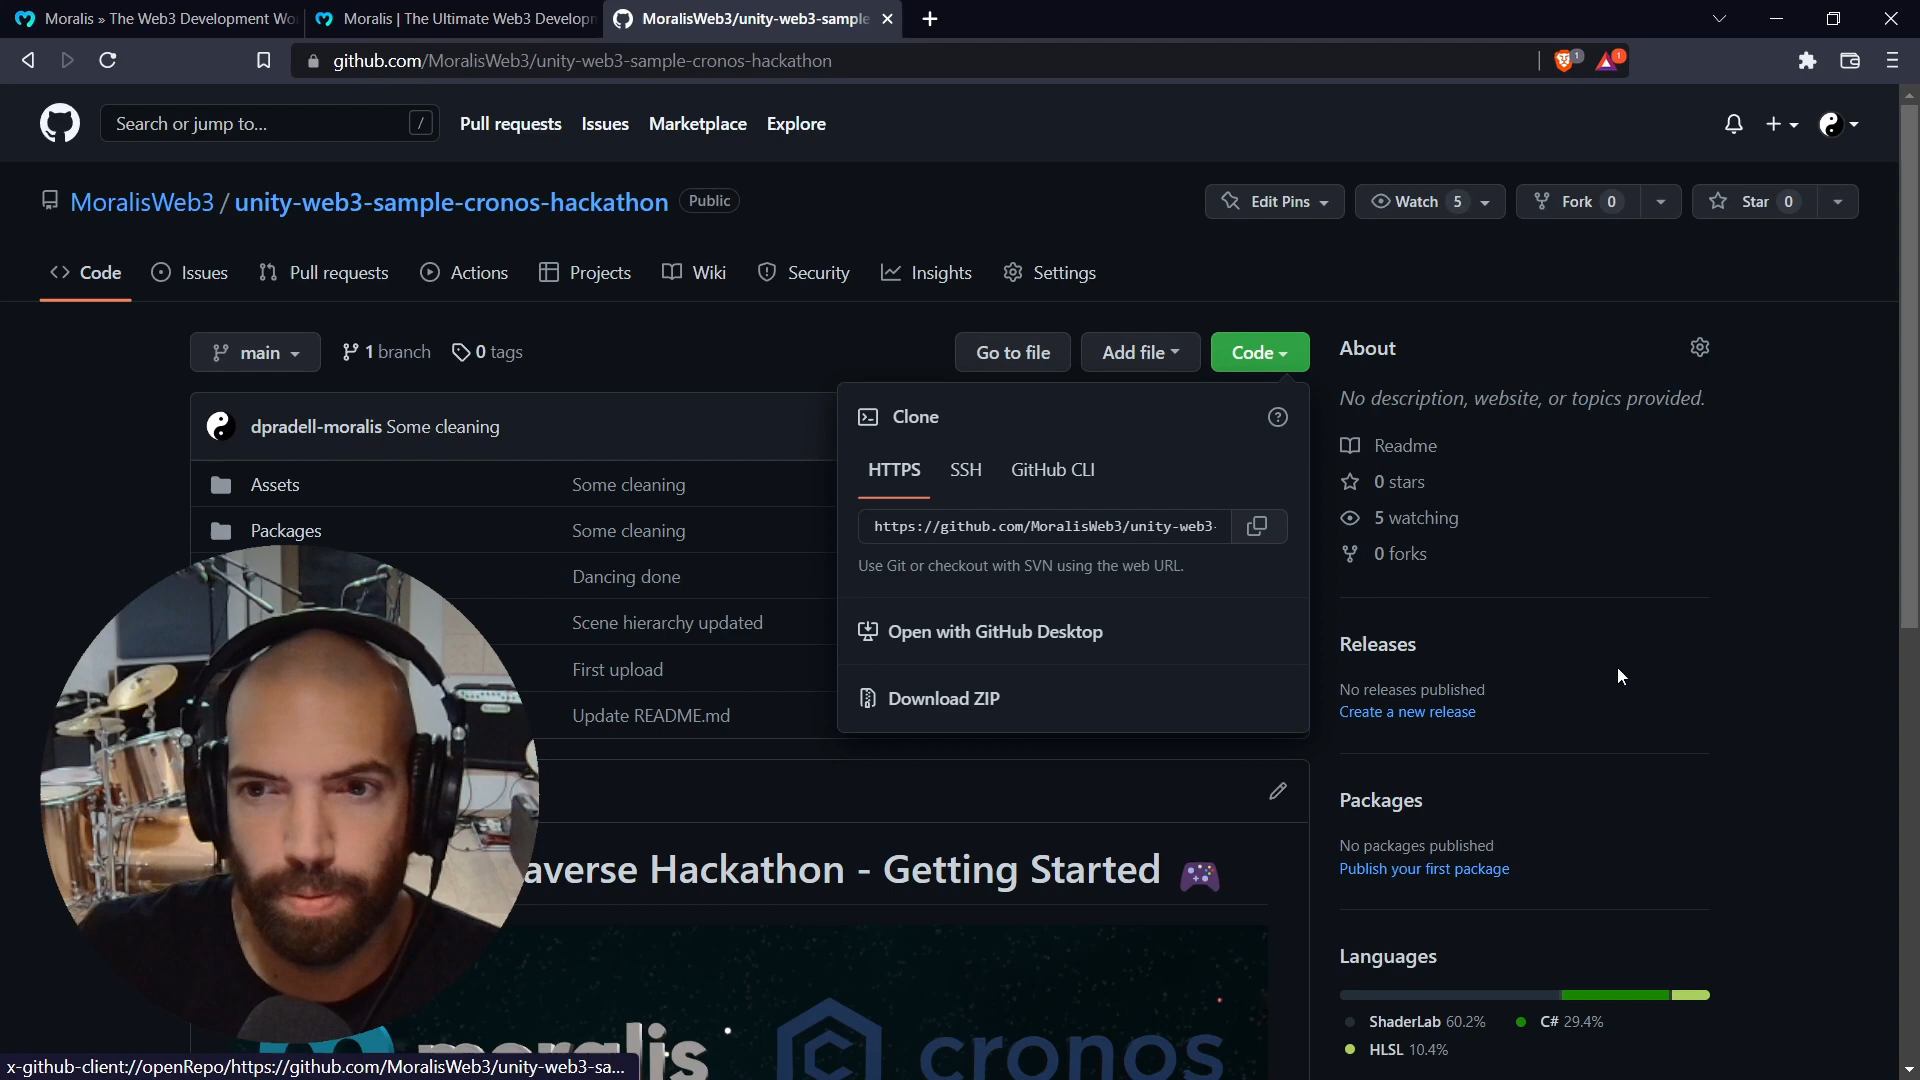 Moralis » The Web3 Development Wo
Moralis | The Ultimate Web3 Developm
MoralisWeb3/unity-web3-sample
github.com/MoralisWeb3/unity-web3-sample-cronos-hackathon
1
1
Search or jump to...
/
Pull requests
Issues
Marketplace
Explore
MoralisWeb3 / unity-web3-sample-cronos-hackathon
Public
Edit Pins
Watch 5
Fork 0
Star 0
Code
Issues
Pull requests
Actions
Projects
Wiki
Security
Insights
Settings
main
1 branch
0 tags
Go to file
Add file
Code
dpradell-moralis Some cleaning
Assets
Some cleaning
Packages
Some cleaning
Dancing done
Scene hierarchy updated
First upload
Update README.md
Clone
HTTPS
SSH
GitHub CLI
https://github.com/MoralisWeb3/unity-web3-
Use Git or checkout with SVN using the web URL.
Open with GitHub Desktop
Download ZIP
About
No description, website, or topics provided.
Readme
0 stars
5 watching
0 forks
Releases
No releases published
Create a new release
Packages
No packages published
Publish your first package
Languages
ShaderLab 60.2%
C# 29.4%
HLSL 10.4%
averse Hackathon - Getting Started
moralis
cronos
x-github-client://openRepo/https://github.com/MoralisWeb3/unity-web3-sa...